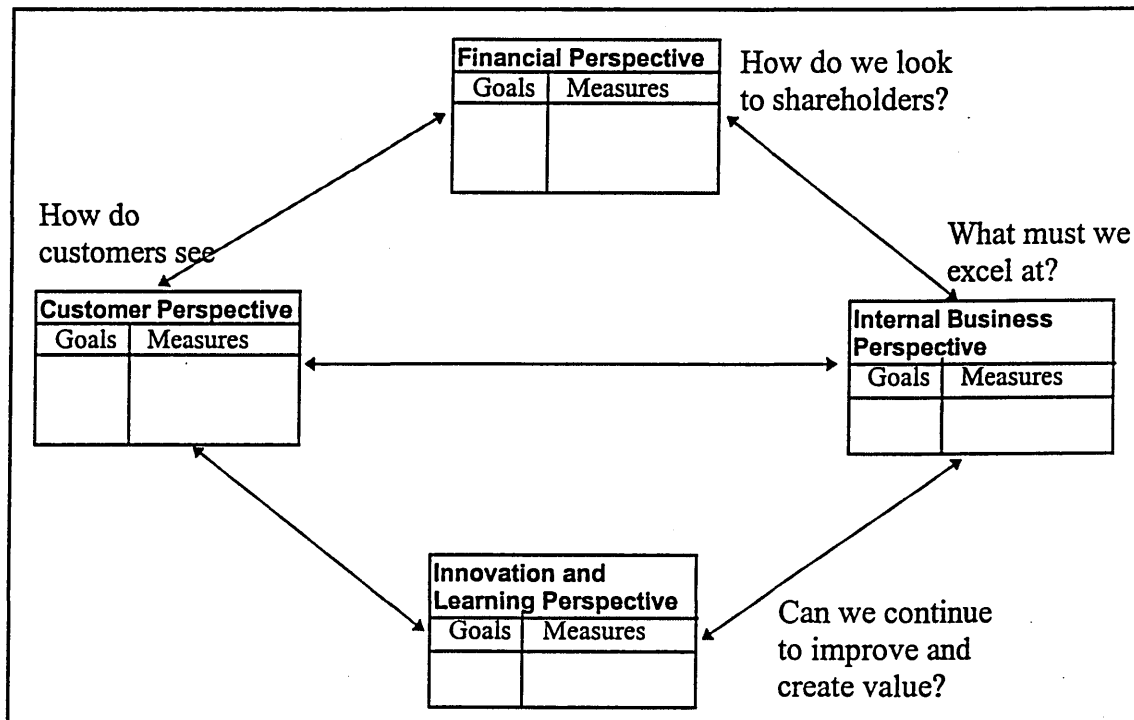 Financial Perspective
Goals Measures
How do we look
to shareholders?
How do
customers see
Customer Perspective
Goals Measures
What must we
excel at?
Internal Business
Perspective
Goals Measures
Innovation and
Learning Perspective
Goals Measures
Can we continue
to improve and
create value?